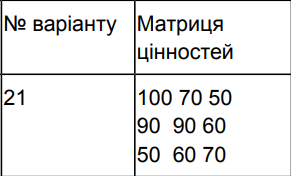 № варіанту
Матриця
цінностей
21
100 70 50
90 90 60
50 60 70